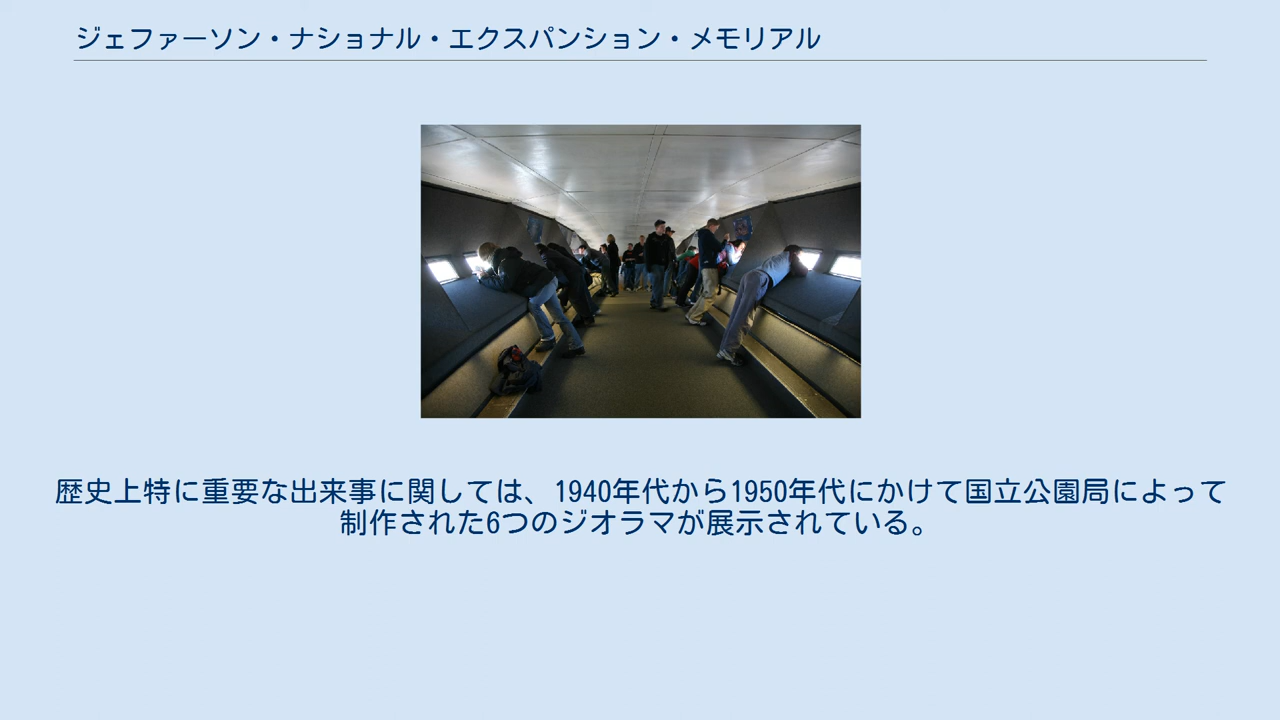 ジェファーソン・ナショナル・エクスパンション・メモリアル
歴史上特に重要な出来事に関しては、1940年代から1950年代にかけて国立公園局によって
制作された6つのジオラマが展示されている。